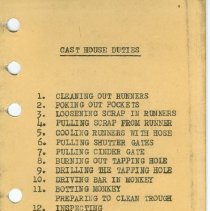 CAST HOUSE DUTIES
1. CLEANING OUT RUNNERS
2. POKING OUT POCKETS
3. LOOSENING SCRAP IN RUNNERS
4. PULLING SCRAP FROM RUNNER
5. COOLING RUNNERS WITH HOSE
6. PULLING SHUTTER GATES
7. PULLING CINDER GATE
8. BURNING OUT TAPPING HOLE
9. DRILLING THE TAPPING HOLE
10. DRIVING BAR IN MONKEY
11. BOTTING MONKEY
PREPARING TO CLEAN TROUGH
12. INSPECTING